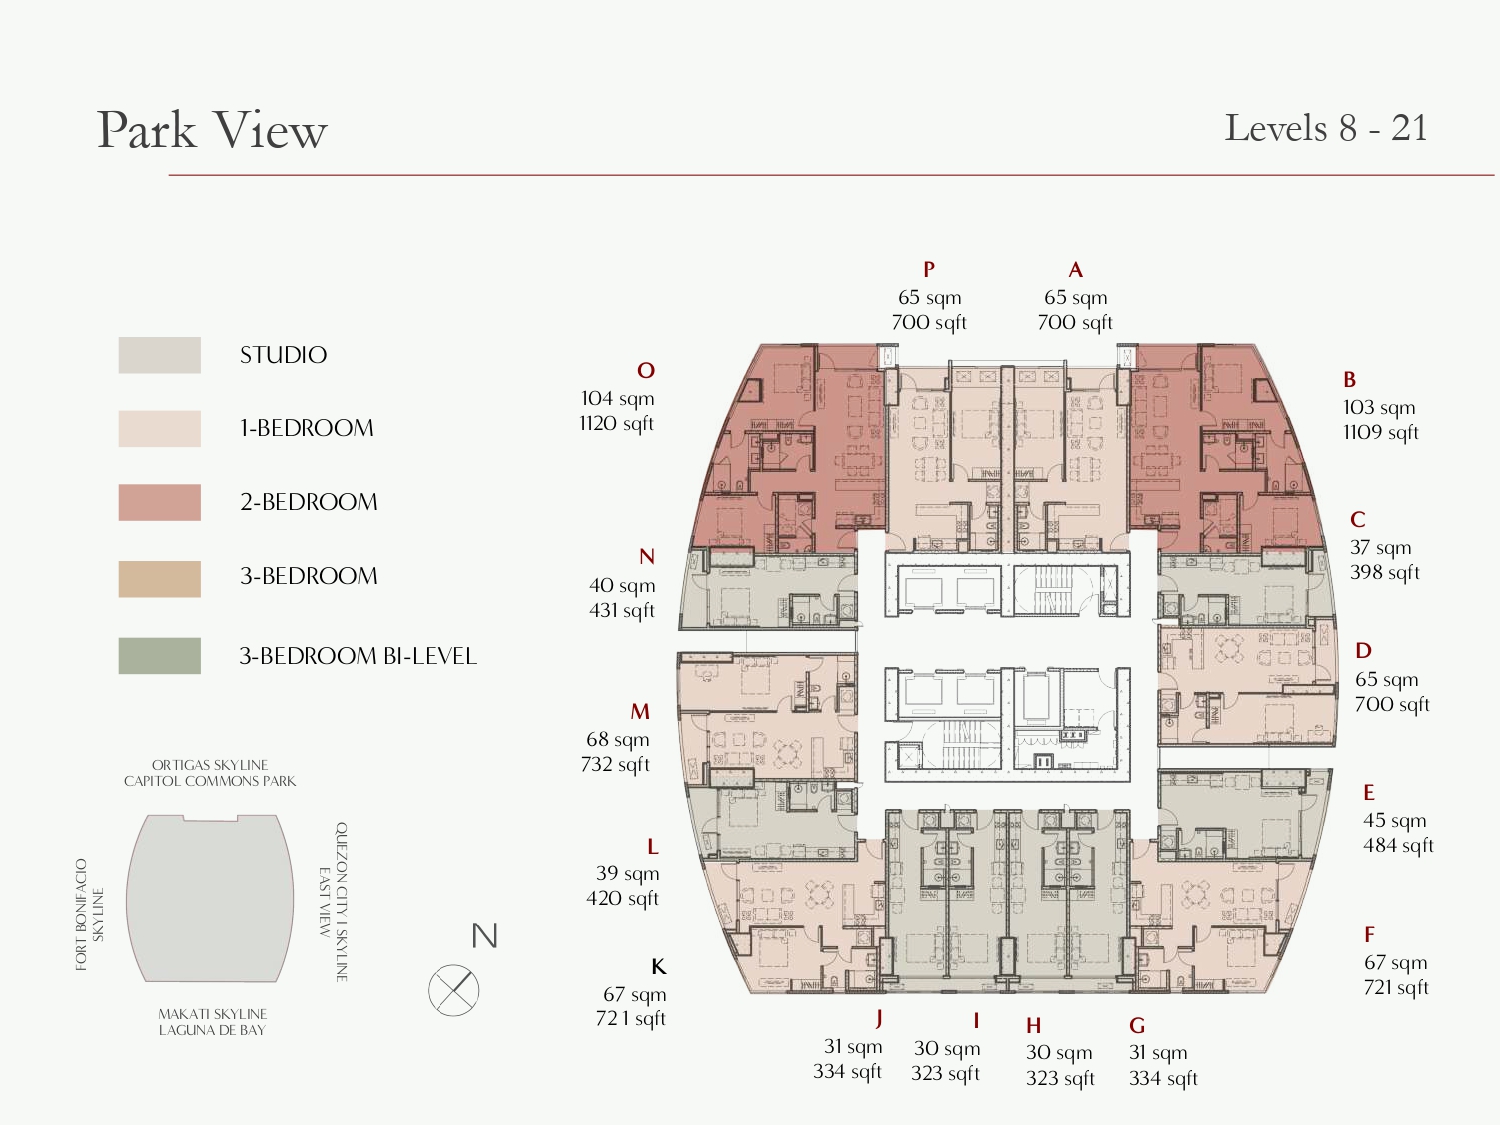 Park View
Levels 8 - 21
STUDIO
1-BEDROOM
2-BEDROOM
3-BEDROOM
3-BEDROOM BI-LEVEL
P
65 sqm
700 sqft
A
65 sqm
700 sqft
O
104 sqm
1120 sqft
B
103 sqm
1109 sqft
C
37 sqm
398 sqft
N
40 sqm
431 sqft
D
65 sqm
700 sqft
M
68 sqm
732 sqft
E
45 sqm
484 sqft
L
39 sqm
420 sqft
F
67 sqm
721 sqft
K
67 sqm
721 sqft
J
31 sqm
334 sqft
I
30 sqm
323 sqft
H
30 sqm
323 sqft
G
31 sqm
334 sqft
ORTIGAS SKYLINE
CAPITOL COMMONS PARK
FORT BONIFACIO
SKYLINE
QUEZON CITY I SKYLINE
EAST VIEW
MAKATI SKYLINE
LAGUNA DE BAY
N